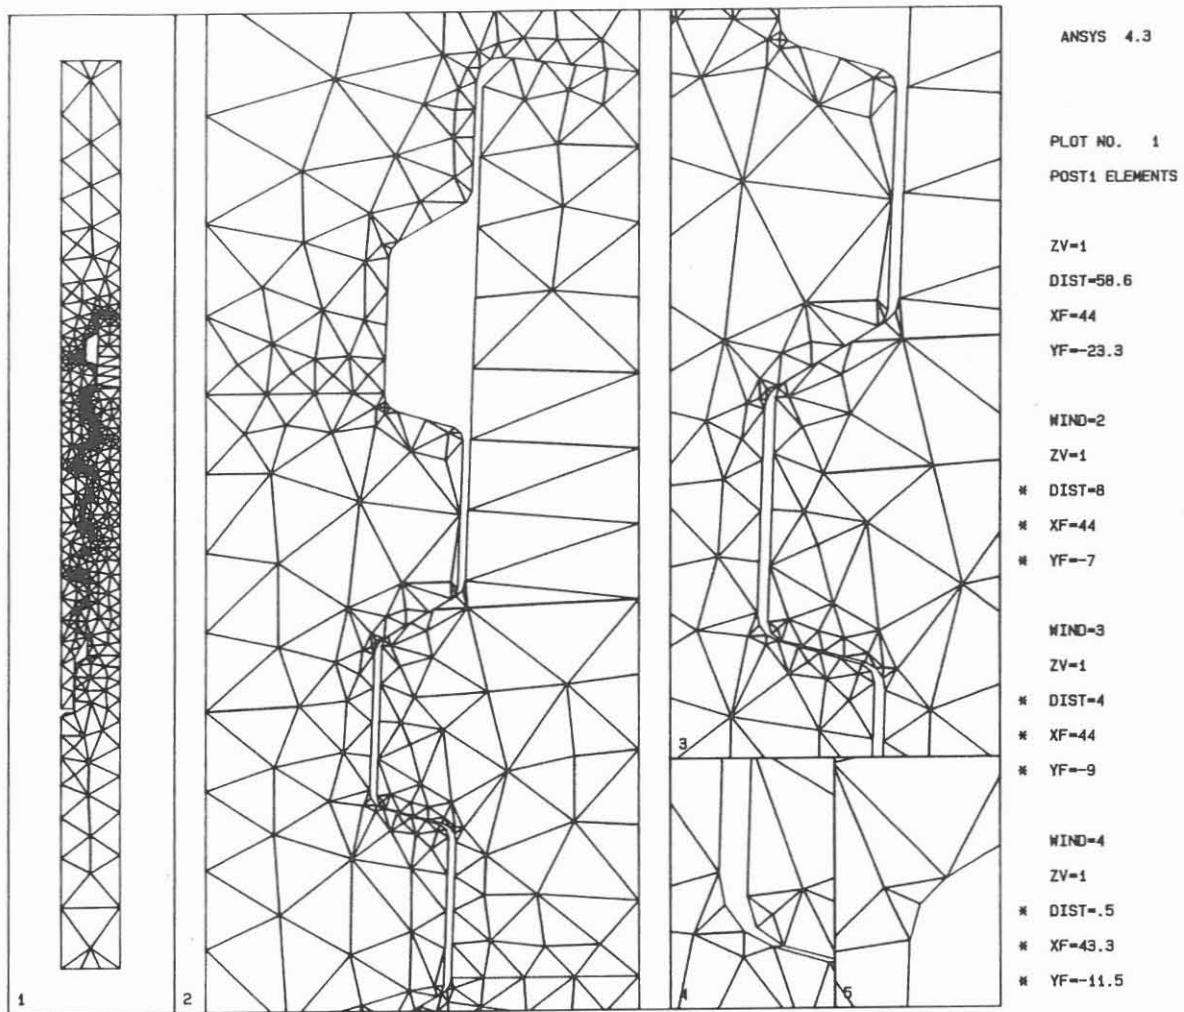 ANSYS 4.3
PLOT NO. 1
POST1 ELEMENTS
ZV=1
DIST=58.6
XF=44
YF=-23.3
WIND=2
ZV=1
* DIST=8
* XF=44
* YF=-7
WIND=3
ZV=1
* DIST=4
* XF=44
* YF=-9
WIND=4
ZV=1
* DIST=.5
* XF=43.3
* YF=-11.5
1
2
3
4
5